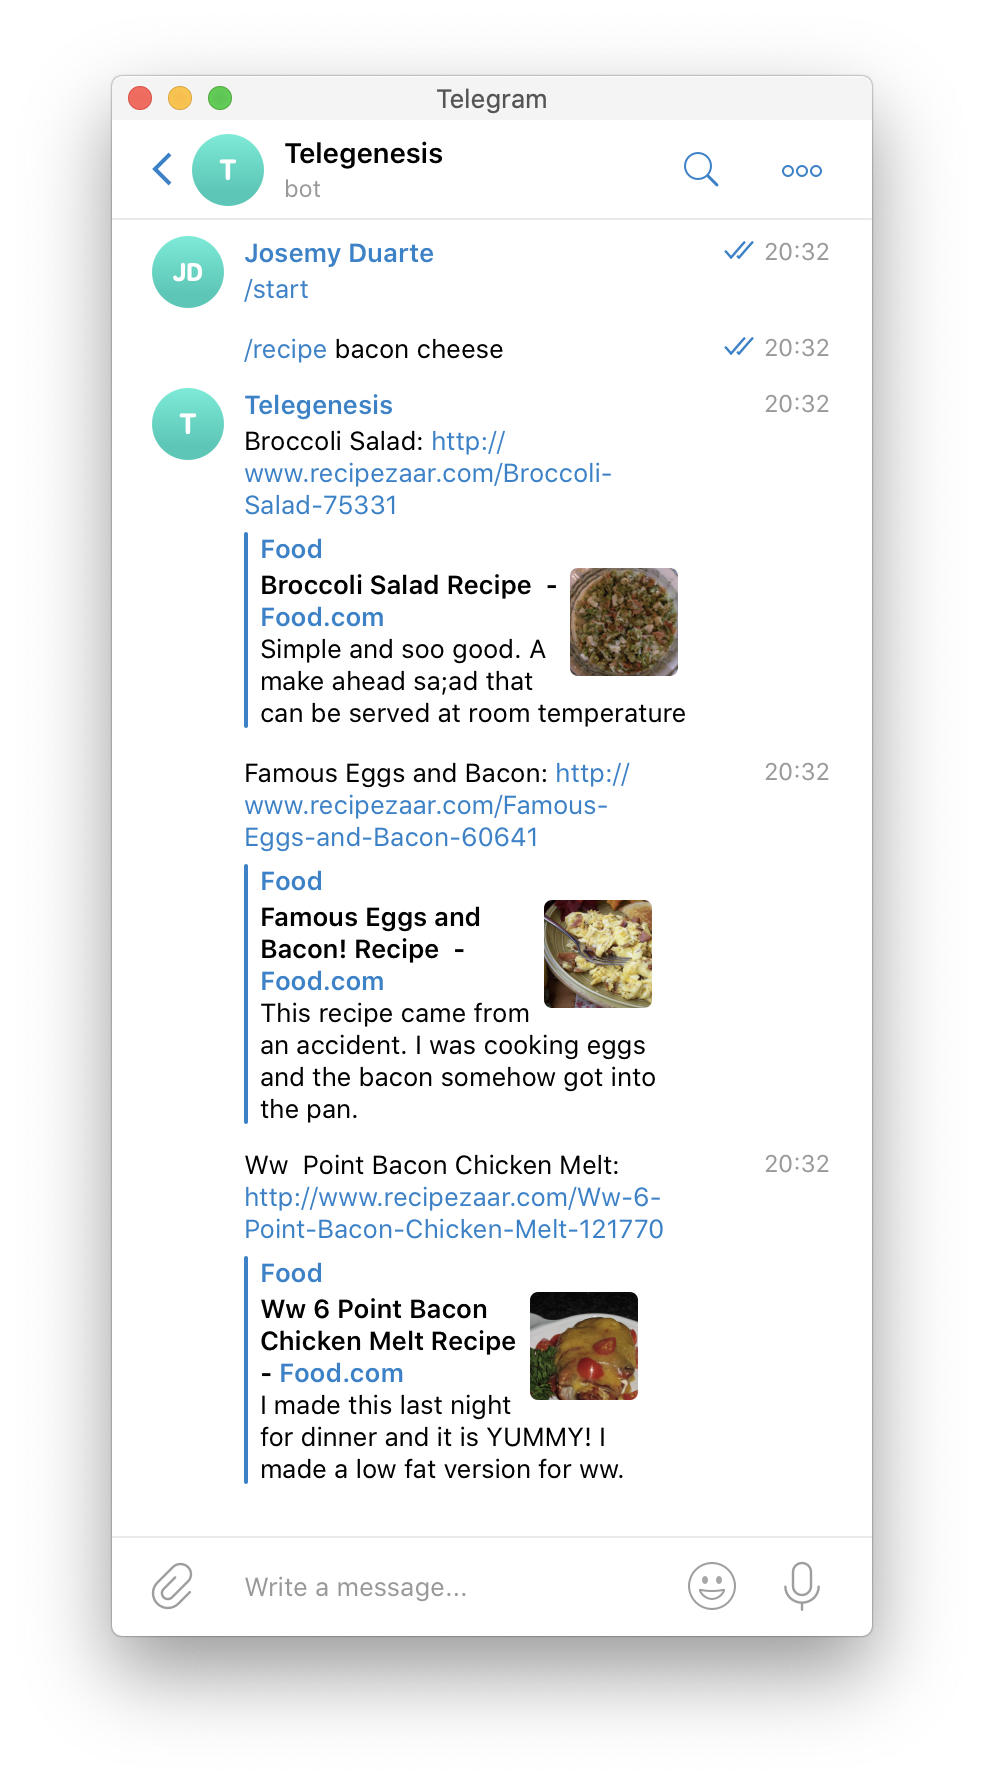 Telegram
T
Telegenesis
bot
JD
Josemy Duarte
20:32
/start
/recipe bacon cheese
20:32
T
Telegenesis
20:32
Broccoli Salad: http://
www.recipezaar.com/Broccoli-
Salad-75331
Food
Broccoli Salad Recipe  -
Food.com
Simple and soo good. A
make ahead sa;ad that
can be served at room temperature
Famous Eggs and Bacon: http://
20:32
www.recipezaar.com/Famous-
Eggs-and-Bacon-60641
Food
Famous Eggs and
Bacon! Recipe  -
Food.com
This recipe came from
an accident. I was cooking eggs
and the bacon somehow got into
the pan.
Ww  Point Bacon Chicken Melt:
20:32
http://www.recipezaar.com/Ww-6-
Point-Bacon-Chicken-Melt-121770
Food
Ww 6 Point Bacon
Chicken Melt Recipe
- Food.com
I made this last night
for dinner and it is YUMMY! I
made a low fat version for ww.
Write a message...